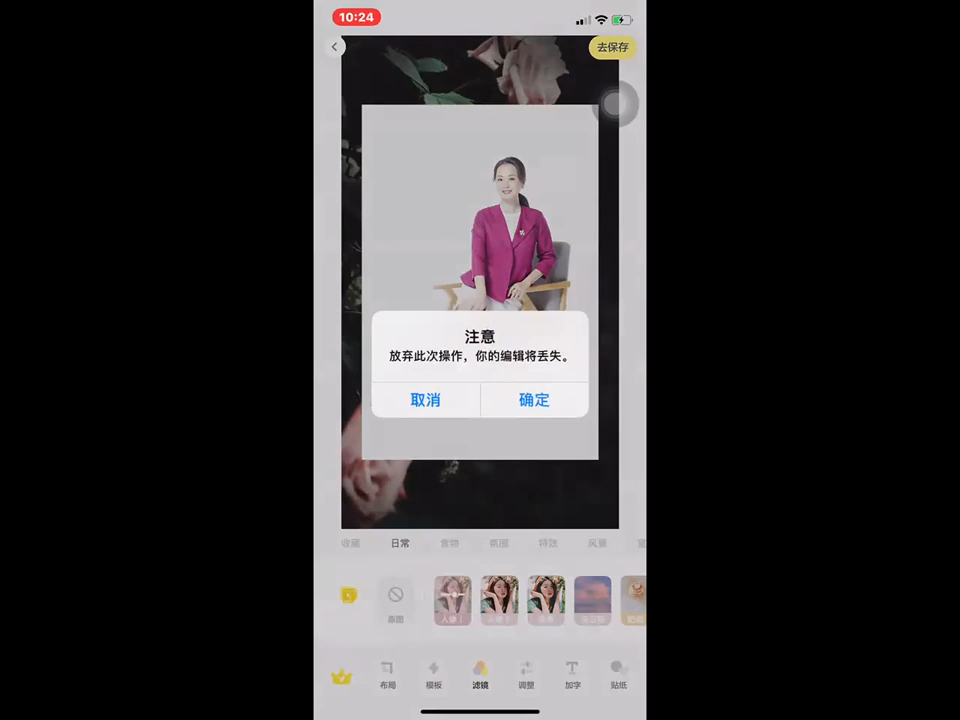 10:24
去保存
注意
放弃此次操作，你的编辑将丢失。
取消
确定
收藏
日常
食物
氛围
特效
风景
原图
布局
模板
滤镜
调整
加字
贴纸